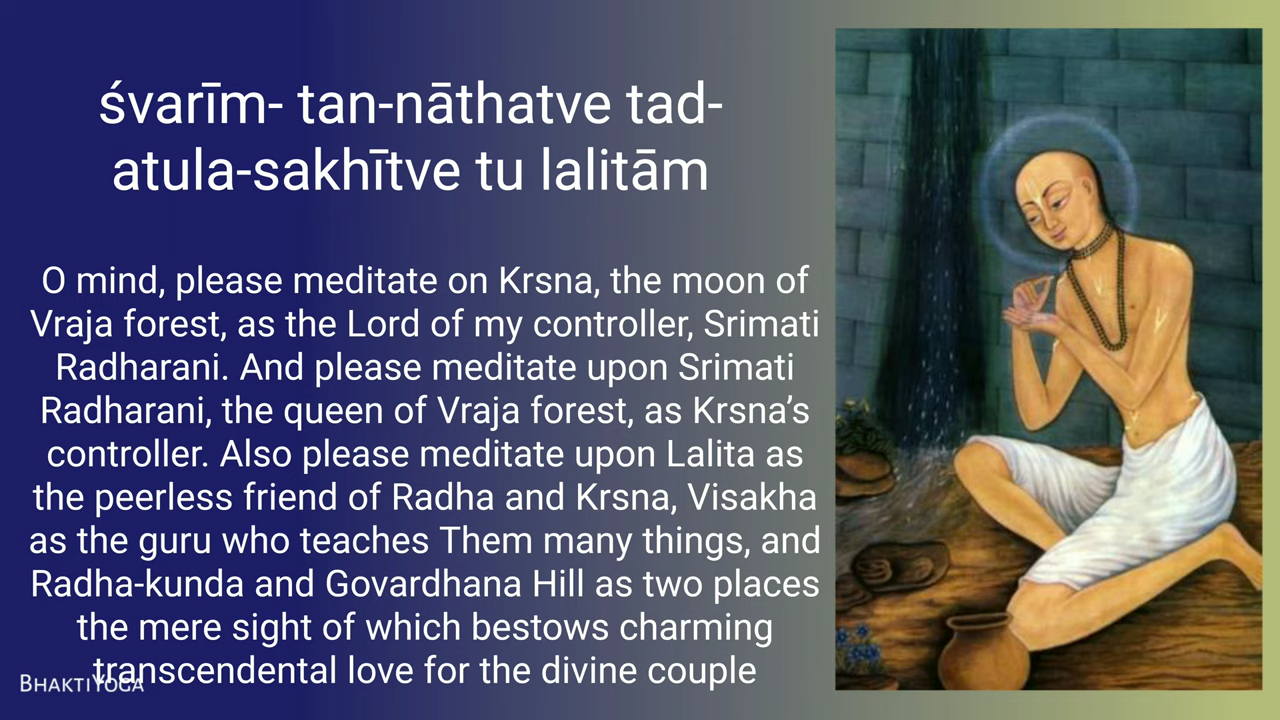 śvarīm- tan-nāthatve tad-
atula-sakhītve tu lalitām
O mind, please meditate on Krsna, the moon of
Vraja forest, as the Lord of my controller, Srimati
Radharani. And please meditate upon Srimati
Radharani, the queen of Vraja forest, as Krsna’s
controller. Also please meditate upon Lalita as
the peerless friend of Radha and Krsna, Visakha
as the guru who teaches Them many things, and
Radha-kunda and Govardhana Hill as two places
the mere sight of which bestows charming
transcendental love for the divine couple
BHAKTIYOGA